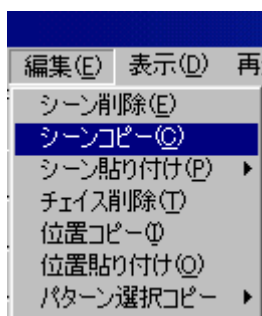 編集(E) 表示(D) 再
シーン削除(E)
シーンコピー(C)
シーン貼り付け(P)
チェイス削除(T)
位置コピー(I)
位置貼り付け(O)
パターン選択コピー